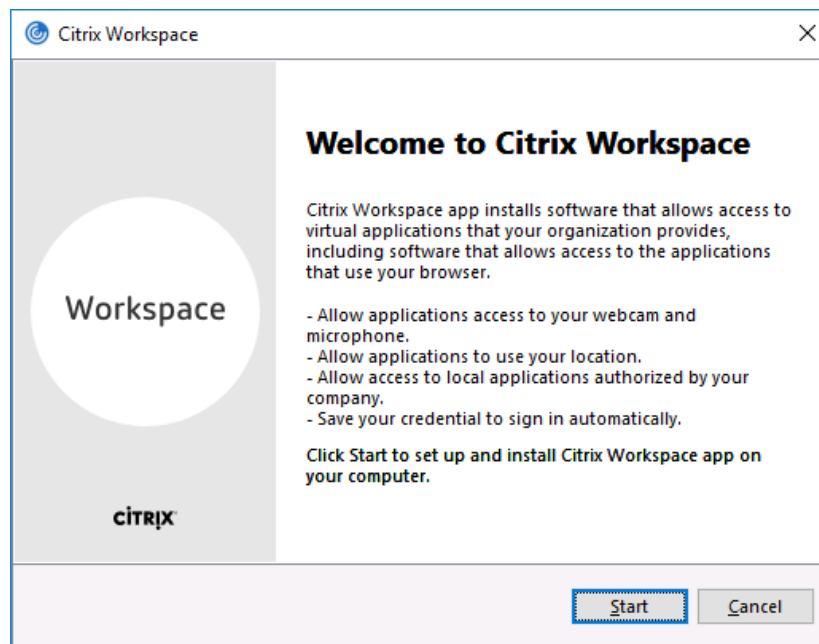 Citrix Workspace
Welcome to Citrix Workspace
Citrix Workspace app installs software that allows access to
virtual applications that your organization provides,
including software that allows access to the applications
that use your browser.
- Allow applications access to your webcam and
microphone.
- Allow applications to use your location.
- Allow access to local applications authorized by your
company.
- Save your credential to sign in automatically.
Click Start to set up and install Citrix Workspace app on
your computer.
Workspace
CİTRIX
Start
Cancel